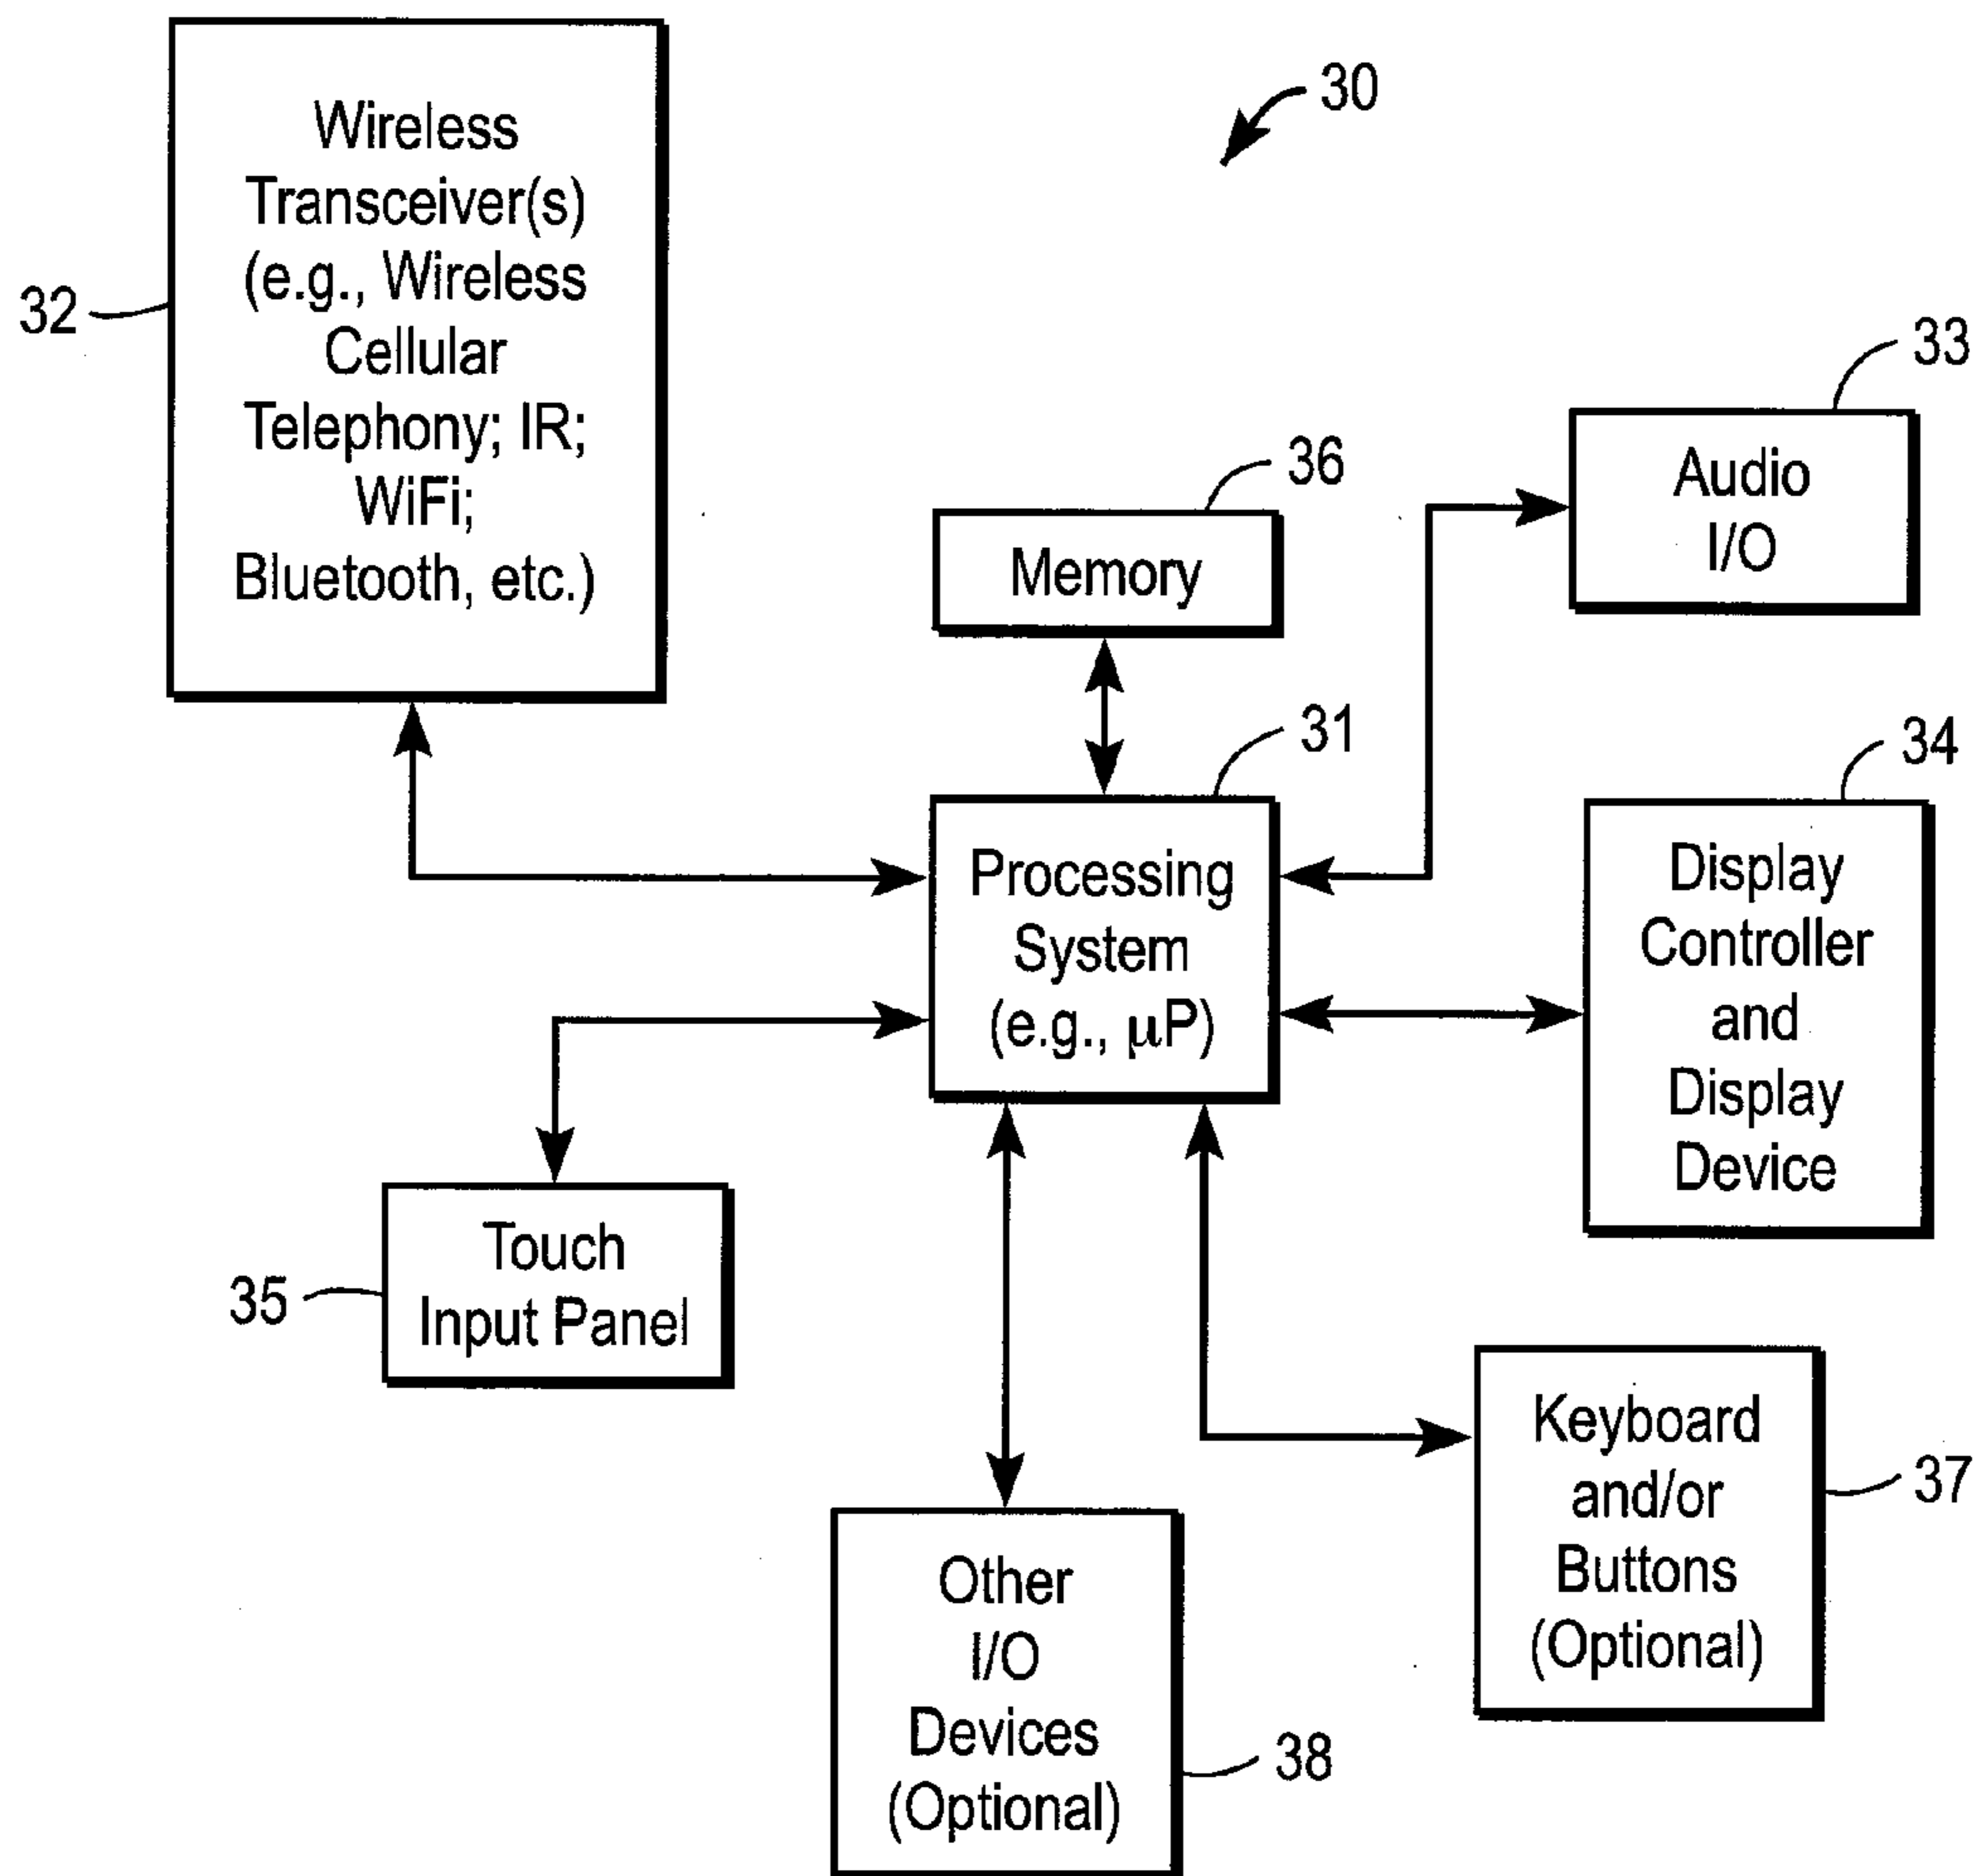 30
Wireless
Transceiver(s)
(e.g., Wireless
Cellular
Telephony; IR;
WiFi;
Bluetooth, etc.)
32
33
Audio
I/O
36
Memory
31
Processing
System
(e.g., µP)
34
Display
Controller
and
Display
Device
Touch
Input Panel
35
Keyboard
and/or
Buttons
(Optional)
37
Other
I/O
Devices
(Optional)
38